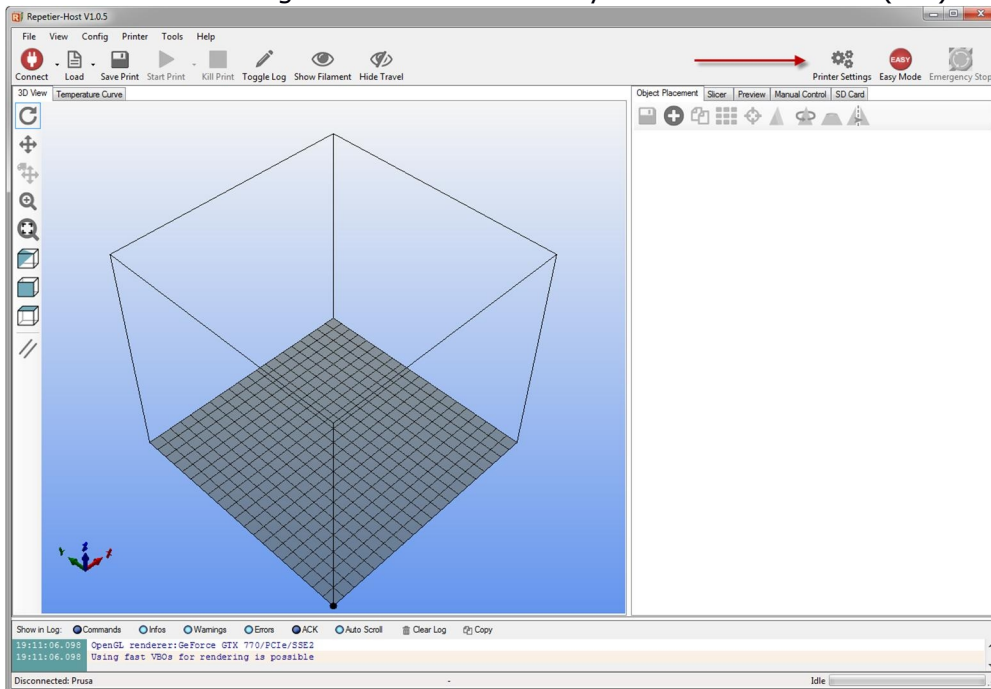 Repetier-Host V1.0.5
File View Config Printer Tools Help
EASY
Connect Load Save Print Start Print Kill Print Toggle Log Show Filament Hide Travel Printer Settings Easy Mode Emergency Stop
3D View Temperature Curve Object Placement Slicer Preview Manual Control SD Card
Show in Log: Commands Infos Warnings Errors ACK Auto Scroll Clear Log Copy
19:11:06.098 OpenGL renderer:GeForce GTX 770/PCIe/SSE2
19:11:06.098 Using fast VBOs for rendering is possible
Disconnected: Prusa - Idle